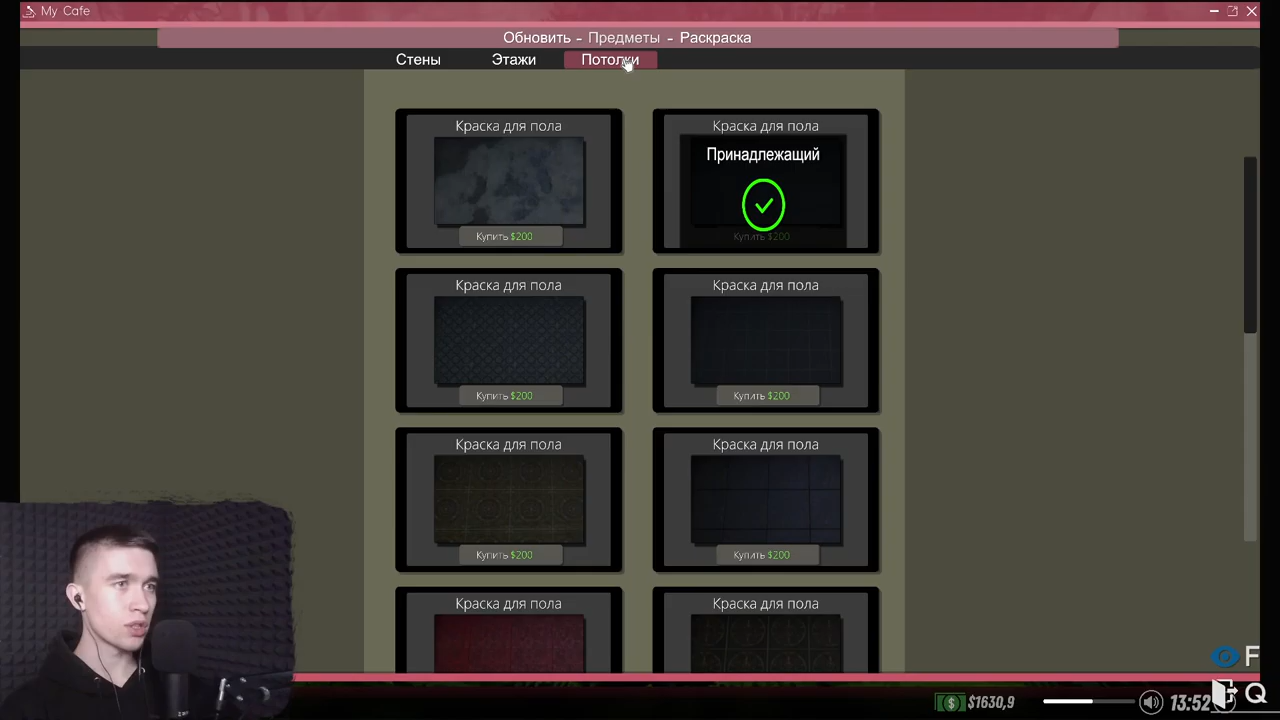 My Cafe
Обновить - Предметы - Раскраска
Стены Этажи Потолки
Краска для пола Краска для пола
Принадлежащий
Купить $200 Купить $200
Краска для пола Краска для пола
Купить $200 Купить $200
Краска для пола Краска для пола
Купить $200 Купить $200
Краска для пола Краска для пола
F
$1630,9 13:52 Q